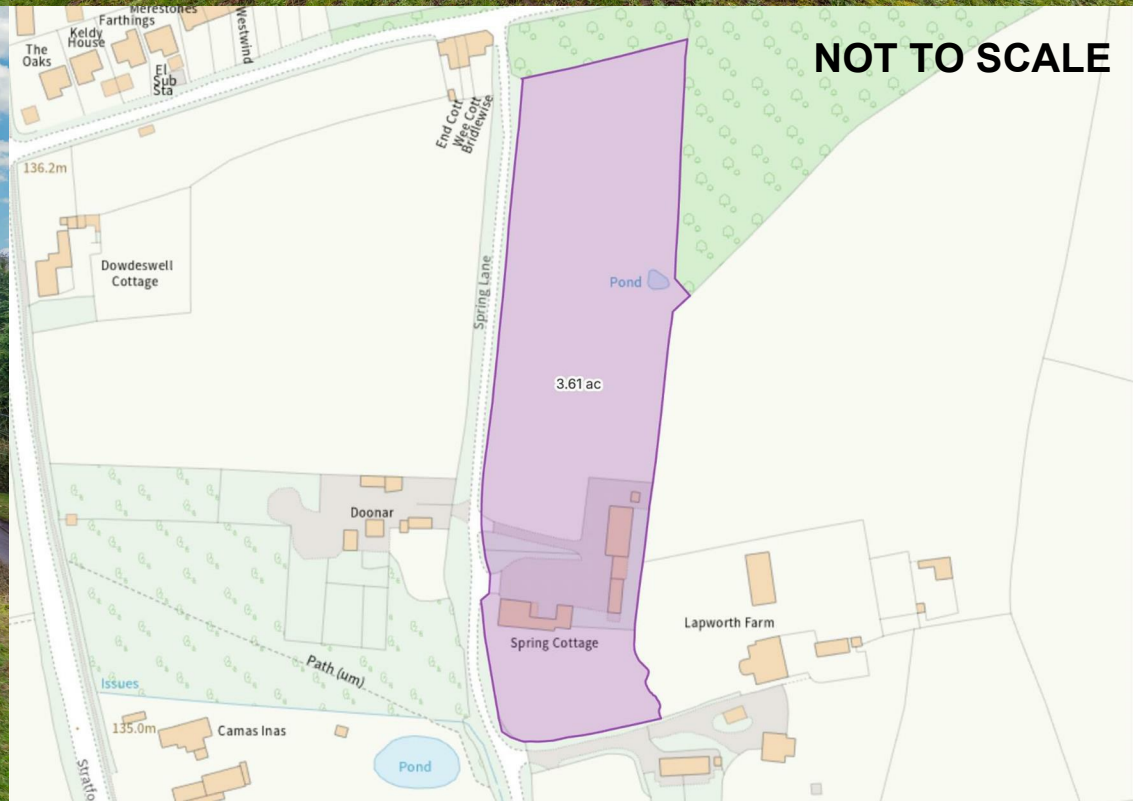 NOT TO SCALE
Merestones
Farthings
Keldy
House
The
Oaks
El
Sub
Sta
Westwind
End Cott
Wee Cott
Bridlewise
136.2m
Dowdeswell
Cottage
Spring Lane
Pond
3.61 ac
Doonar
Spring Cottage
Lapworth Farm
Path (um)
Issues
135.0m
Camas Inas
Pond
Stratfo